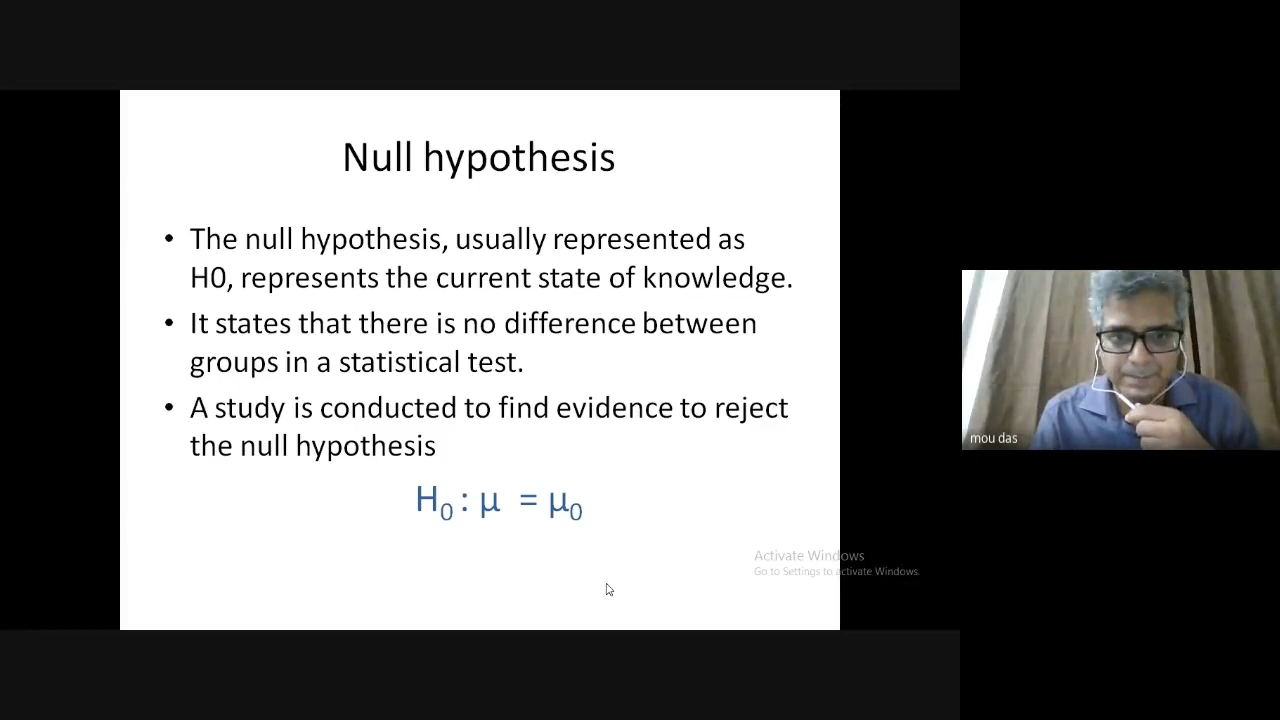 Null hypothesis
• The null hypothesis, usually represented as
H0, represents the current state of knowledge.
• It states that there is no difference between
groups in a statistical test.
• A study is conducted to find evidence to reject
the null hypothesis
H₀ : μ = μ₀
mou das
Activate Windows
Go to Settings to activate Windows.